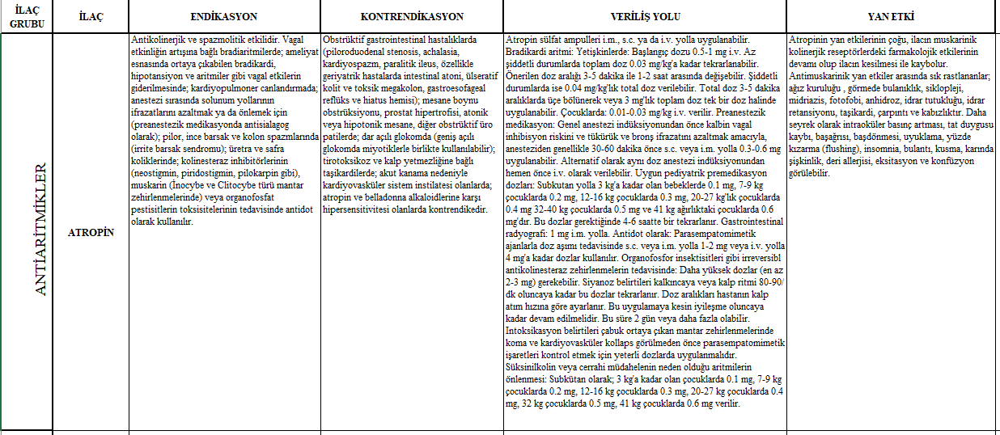 İLAÇ
GRUBU
İLAÇ
ENDİKASYON
KONTRENDİKASYON
VERİLİŞ YOLU
YAN ETKİ
ANTİARİTMİKLER
ATROPİN
Antikolinerjik ve spazmolitik etkilidir. Vagal
etkinliğin artışına bağlı bradiaritmilerde; ameliyat
esnasında ortaya çıkabilen bradikardi,
hipotansiyon ve aritmiler gibi vagal etkilerin
giderilmesinde; kardiyopulmoner canlandırmada;
anestezi sırasında solunum yollarının
ifrazatlarını azaltmak ya da önlemek için
(preanestezik medikasyonda antisialagog
olarak); pilor, ince barsak ve kolon spazmlarında
(irrite barsak sendromu); üretra ve safra
koliklerinde; kolinesteraz inhibitörlerinin
(neostigmin, piridostigmin, pilokarpin gibi),
muskarin (İnocybe ve Clitocybe türü mantar
zehirlenmelerinde) veya organofosfat
pestisitlerin toksisitelerinin tedavisinde antidot
olarak kullanılır.
Obstrüktif gastrointestinal hastalıklarda
(piloroduodenal stenosis, achalasia,
kardiyospazm, paralitik ileus, özellikle
geriyatrik hastalarda intestinal atoni, ülseratif
kolit ve toksik megakolon, gastroesofageal
reflüks ve hiatus hemisi); mesane boynu
obstrüksiyonu, prostat hipertrofisi, atonik
veya hipotonik mesane, diğer obstrüktif üro
patilerde; dar açılı glokomda (geniş açılı
glokomda miyotiklerle birlikte kullanılabilir);
tirotoksikoz ve kalp yetmezliğine bağlı
taşikardilerde; akut kanama nedeniyle
kardiyovasküler sistem instilatesi olanlarda;
atropin ve belladonna alkaloidlerine karşı
hipersensitivitesi olanlarda kontrendikedir.
Atropin sülfat ampulleri i.m., s.c. ya da i.v. yolla uygulanabilir.
Bradikardi aritmi: Yetişkinlerde: Başlangıç dozu 0.5-1 mg i.v. Az
şiddetli durumlarda toplam doz 0.03 mg/kg'a kadar tekrarlanabilir.
Önerilen doz aralığı 3-5 dakika ile 1-2 saat arasında değişebilir. Şiddetli
durumlarda ise 0.04 mg/kg'lık total doz verilebilir. Total doz 3-5 dakika
aralıklarda üçe bölünerek veya 3 mg'lık toplam doz tek bir doz halinde
uygulanabilir. Çocuklarda: 0.01-0.03 mg/kg i.v. verilir. Preanestezik
medikasyon: Genel anestezi indüksiyonundan önce kalbin vagal
inhibisyon riskini ve tükürük ve bronş ifrazatını azaltmak amacıyla,
anesteziden genellikle 30-60 dakika önce s.c. veya i.m. yolla 0.3-0.6 mg
uygulanabilir. Alternatif olarak aynı doz anestezi indüksiyonundan
hemen önce i.v. olarak verilebilir. Uygun pediyatrik premedikasyon
dozları: Subkutan yolla 3 kg'a kadar olan bebeklerde 0.1 mg, 7-9 kg
çocuklarda 0.2 mg, 12-16 kg çocuklarda 0.3 mg, 20-27 kg'lık çocuklarda
0.4 mg 32-40 kg çocuklarda 0.5 mg ve 41 kg ağırlıktaki çocuklarda 0.6
mg'dır. Bu dozlar gerektiğinde 4-6 saatte bir tekrarlanır. Gastrointestinal
radyografi: 1 mg i.m. yolla. Antidot olarak: Parasempatomimetik
ajanlarla doz aşımı tedavisinde s.c. veya i.m. yolla 1-2 mg veya i.v. yolla
4 mg'a kadar dozlar kullanılır. Organofosfor insektisitleri gibi irreversibl
antikolinesteraz zehirlenmelerin tedavisinde: Daha yüksek dozlar (en az
2-3 mg) gerekebilir. Siyanoz belirtileri kalkıncaya veya kalp ritmi 80-90/
dk oluncaya kadar bu dozlar tekrarlanır. Doz aralıkları hastanın kalp
atım hızına göre ayarlanır. Bu uygulamaya kesin iyileşme oluncaya
kadar devam edilmelidir. Bu süre 2 gün veya daha fazla olabilir.
Intoksikasyon belirtileri çabuk ortaya çıkan mantar zehirlenmelerinde
koma ve kardiyovasküler kollaps görülmeden önce parasempatomimetik
işaretleri kontrol etmek için yeterli dozlarda uygulanmalıdır.
Süksinilkolin veya cerrahi müdahelenin neden olduğu aritmilerin
önlenmesi: Subkütan olarak; 3 kg'a kadar olan çocuklarda 0.1 mg, 7-9 kg
çocuklarda 0.2 mg, 12-16 kg çocuklarda 0.3 mg, 20-27 kg çocuklarda 0.4
mg, 32 kg çocuklarda 0.5 mg, 41 kg çocuklarda 0.6 mg verilir.
Atropinin yan etkilerinin çoğu, ilacın muskarinik
kolinerjik reseptörlerdeki farmakolojik etkilerinin
devamı olup ilacın kesilmesi ile kaybolur.
Antimuskarinik yan etkiler arasında sık rastlananlar;
ağız kuruluğu , görmede bulanıklık, siklopleji,
midriazis, fotofobi, anhidroz, idrar tutukluğu, idrar
retansiyonu, taşikardi, çarpıntı ve kabızlıktır. Daha
seyrek olarak intraoküler basınç artması, tat duygusu
kaybı, başağrısı, başdönmesi, uyuklama, yüzde
kızarma (flushing), insomnia, bulantı, kusma, karında
şişkinlik, deri allerjisi, eksitasyon ve konfüzyon
görülebilir.